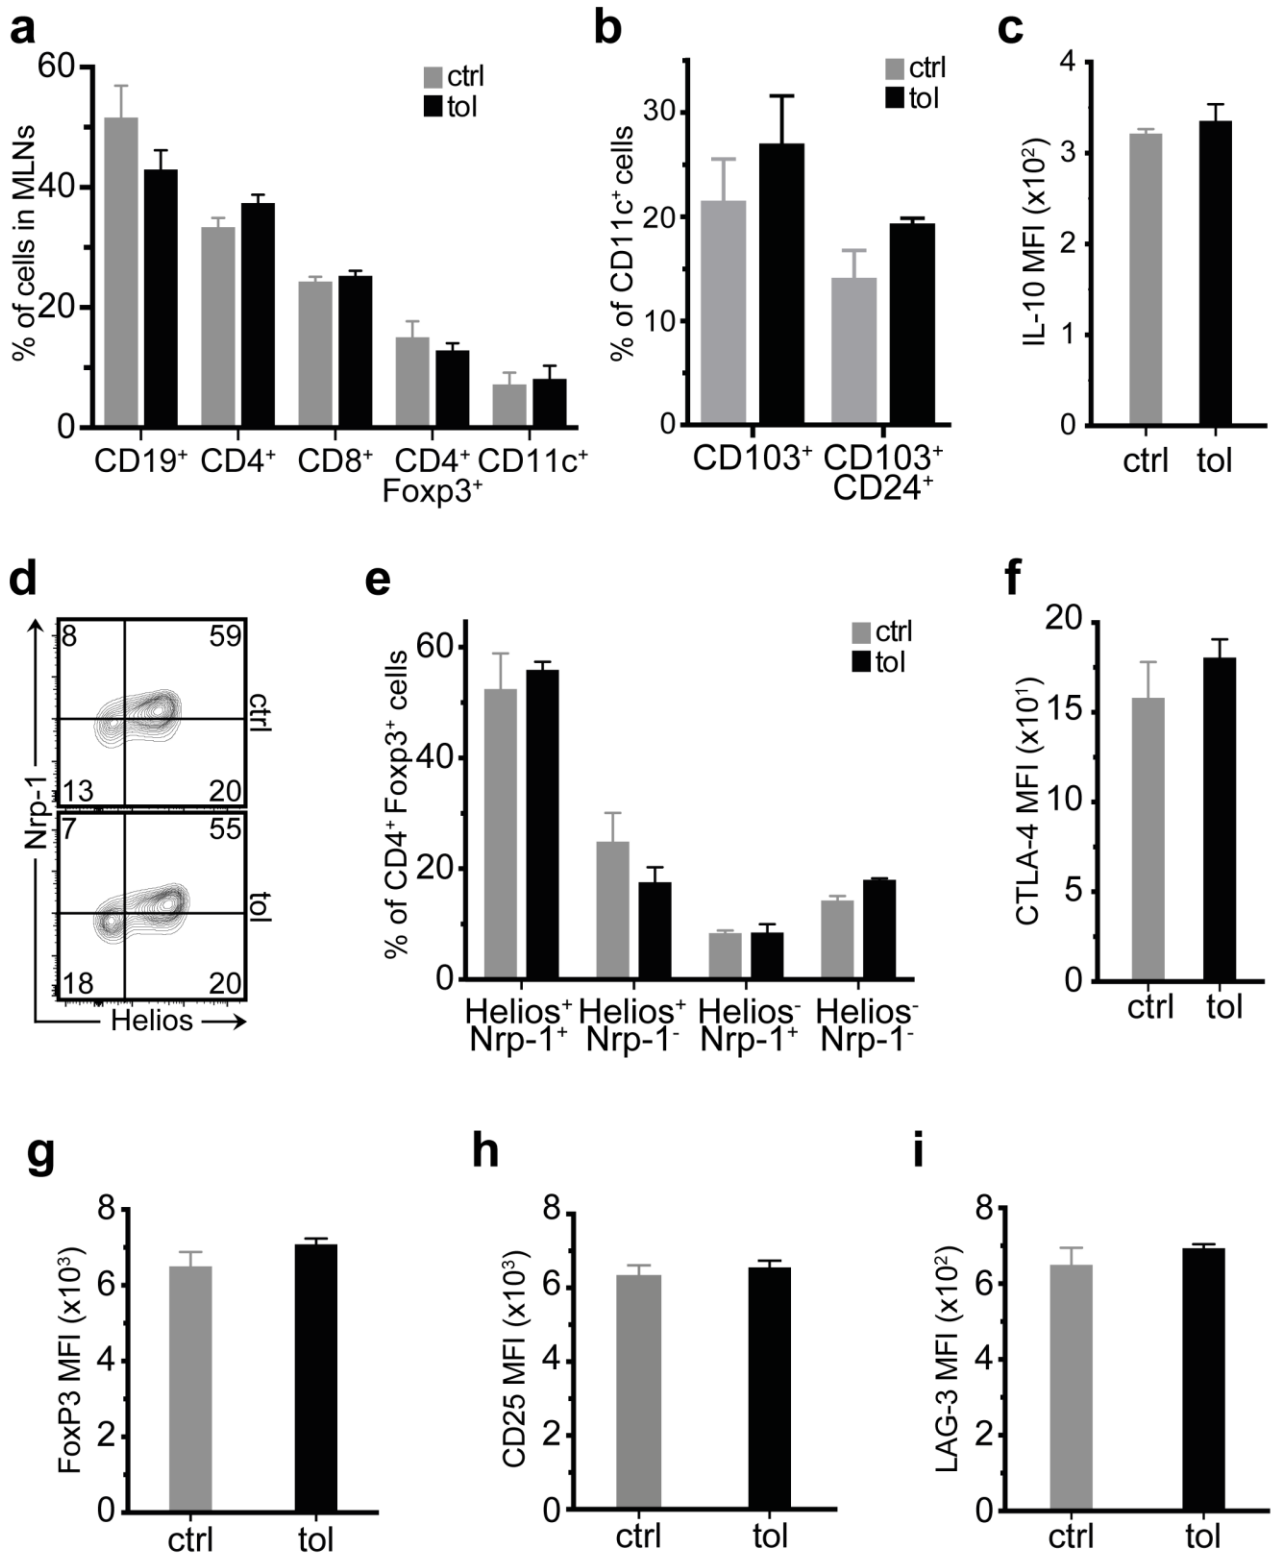 a
% of cells in MLNs
60
40
20
0
ctrl
tol
CD19⁺ CD4⁺ CD8⁺ CD4⁺ CD11c⁺
Foxp3⁺
b
% of CD11c⁺ cells
30
20
10
0
ctrl
tol
CD103⁺ CD103⁺
CD24⁺
c
IL-10 MFI (x10²)
4
3
2
1
0
ctrl tol
d
Nrp-1
8 59
13 20
ctrl
7 55
18 20
tol
Helios
e
% of CD4⁺ Foxp3⁺ cells
60
40
20
0
ctrl
tol
Helios⁺ Helios⁺ Helios⁻ Helios⁻
Nrp-1⁺ Nrp-1⁻ Nrp-1⁺ Nrp-1⁻
f
CTLA-4 MFI (x10¹)
20
15
10
5
0
ctrl tol
g
FoxP3 MFI (x10³)
8
6
4
2
0
ctrl tol
h
CD25 MFI (x10³)
8
6
4
2
0
ctrl tol
i
LAG-3 MFI (x10²)
8
6
4
2
0
ctrl tol